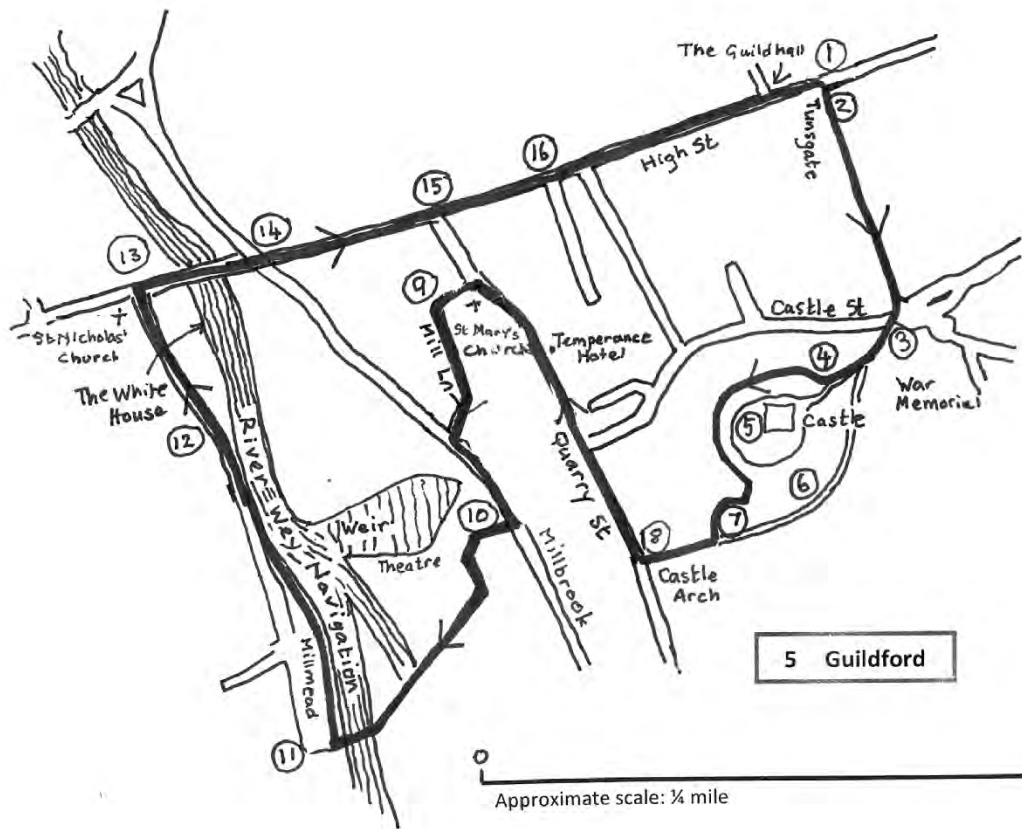 The Guildhall
1
2
Tunsgate
High St
16
15
14
13
St Nicholas'
Church
The White
House
12
9
Mill Ln
St Mary's
Church
Temperance
Hotel
Castle St
3
4
War
Memorial
5
Castle
6
7
8
Castle
Arch
Quarry St
10
Weir
Theatre
Millbrook
River Wey Navigation
Millmead
11
5 Guildford
0
Approximate scale: ¼ mile